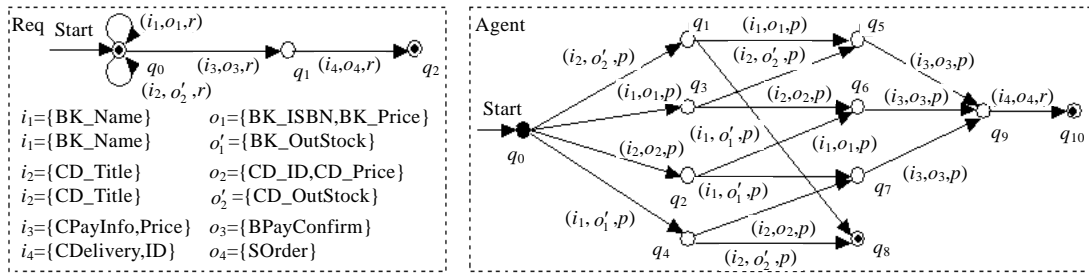 Req
Start
(i₁,o₁,r)
q₀
(i₃,o₃,r)
q₁
(i₄,o₄,r)
q₂
(i₂, o′₂,r)
i₁={BK_Name} o₁={BK_ISBN,BK_Price}
i₁={BK_Name} o′₁={BK_OutStock}
i₂={CD_Title} o₂={CD_ID,CD_Price}
i₂={CD_Title} o′₂={CD_OutStock}
i₃={CPayInfo,Price} o₃={BPayConfirm}
i₄={CDelivery,ID} o₄={SOrder}
Agent
Start
q₀
(i₂, o′₂,p)
(i₁,o₁,p)
(i₂,o₂,p)
(i₁, o′₁,p)
q₁
q₃
q₂
q₄
(i₁,o₁,p)
(i₂, o′₂,p)
(i₂,o₂,p)
(i₁, o′₁,p)
(i₁,o₁,p)
(i₁, o′₁,p)
(i₂,o₂,p)
(i₂, o′₂,p)
q₅
q₆
q₇
q₈
(i₃,o₃,p)
(i₃,o₃,p)
(i₃,o₃,p)
q₉
(i₄,o₄,r)
q₁₀